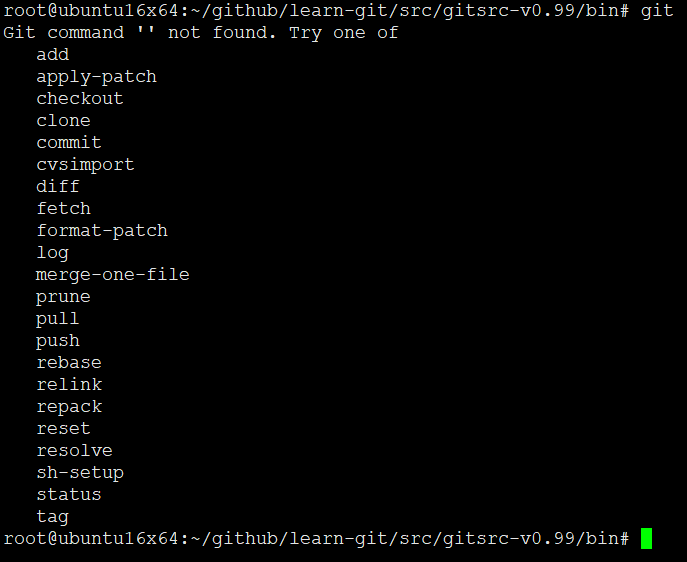 root@ubuntu16x64:~/github/learn-git/src/gitsrc-v0.99/bin# git
Git command '' not found. Try one of
   add
   apply-patch
   checkout
   clone
   commit
   cvsimport
   diff
   fetch
   format-patch
   log
   merge-one-file
   prune
   pull
   push
   rebase
   relink
   repack
   reset
   resolve
   sh-setup
   status
   tag
root@ubuntu16x64:~/github/learn-git/src/gitsrc-v0.99/bin#